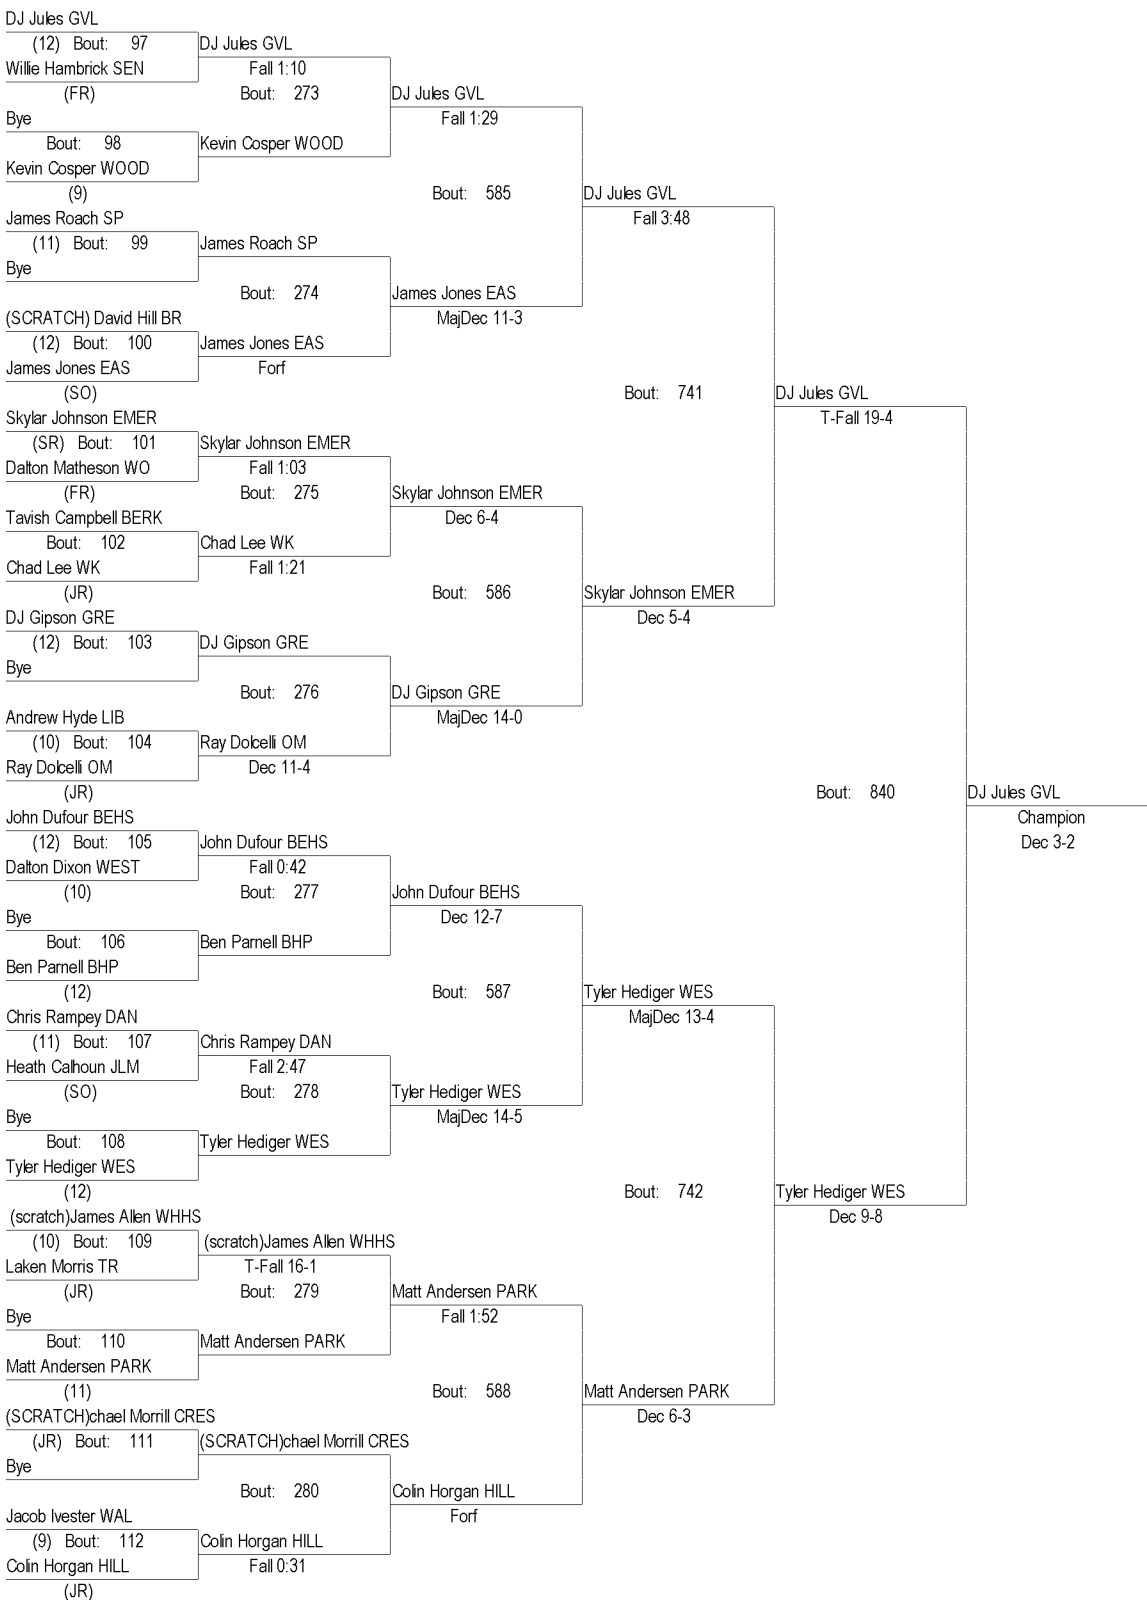 DJ Jules GVL
(12) Bout: 97
Willie Hambrick SEN
(FR)
Bye
Bout: 98
Kevin Cosper WOOD
(9)
James Roach SP
(11) Bout: 99
Bye
(SCRATCH) David Hill BR
(12) Bout: 100
James Jones EAS
(SO)
Skylar Johnson EMER
(SR) Bout: 101
Dalton Matheson WO
(FR)
Tavish Campbell BERK
Bout: 102
Chad Lee WK
(JR)
DJ Gipson GRE
(12) Bout: 103
Bye
Andrew Hyde LIB
(10) Bout: 104
Ray Dolcelli OM
(JR)
John Dufour BEHS
(12) Bout: 105
Dalton Dixon WEST
(10)
Bye
Bout: 106
Ben Parnell BHP
(12)
Chris Rampey DAN
(11) Bout: 107
Heath Calhoun JLM
(SO)
Bye
Bout: 108
Tyler Hediger WES
(12)
(scratch)James Allen WHHS
(10) Bout: 109
Laken Morris TR
(JR)
Bye
Bout: 110
Matt Andersen PARK
(11)
(SCRATCH)chael Morrill CRES
(JR) Bout: 111
Bye
Jacob Ivester WAL
(9) Bout: 112
Colin Horgan HILL
(JR)
DJ Jules GVL
Fall 1:10
Bout: 273
Kevin Cosper WOOD
James Roach SP
Bout: 274
James Jones EAS
Forf
Skylar Johnson EMER
Fall 1:03
Bout: 275
Chad Lee WK
Fall 1:21
DJ Gipson GRE
Bout: 276
Ray Dolcelli OM
Dec 11-4
John Dufour BEHS
Fall 0:42
Bout: 277
Ben Parnell BHP
Chris Rampey DAN
Fall 2:47
Bout: 278
Tyler Hediger WES
(scratch)James Allen WHHS
T-Fall 16-1
Bout: 279
Matt Andersen PARK
(SCRATCH)chael Morrill CRES
Bout: 280
Colin Horgan HILL
Fall 0:31
DJ Jules GVL
Fall 1:29
Bout: 585
James Jones EAS
MajDec 11-3
Skylar Johnson EMER
Dec 6-4
Bout: 586
DJ Gipson GRE
MajDec 14-0
John Dufour BEHS
Dec 12-7
Bout: 587
Tyler Hediger WES
MajDec 14-5
Matt Andersen PARK
Fall 1:52
Bout: 588
Colin Horgan HILL
Forf
DJ Jules GVL
Fall 3:48
Bout: 741
Skylar Johnson EMER
Dec 5-4
Tyler Hediger WES
MajDec 13-4
Bout: 742
Matt Andersen PARK
Dec 6-3
DJ Jules GVL
T-Fall 19-4
Bout: 840
Tyler Hediger WES
Dec 9-8
DJ Jules GVL
Champion
Dec 3-2